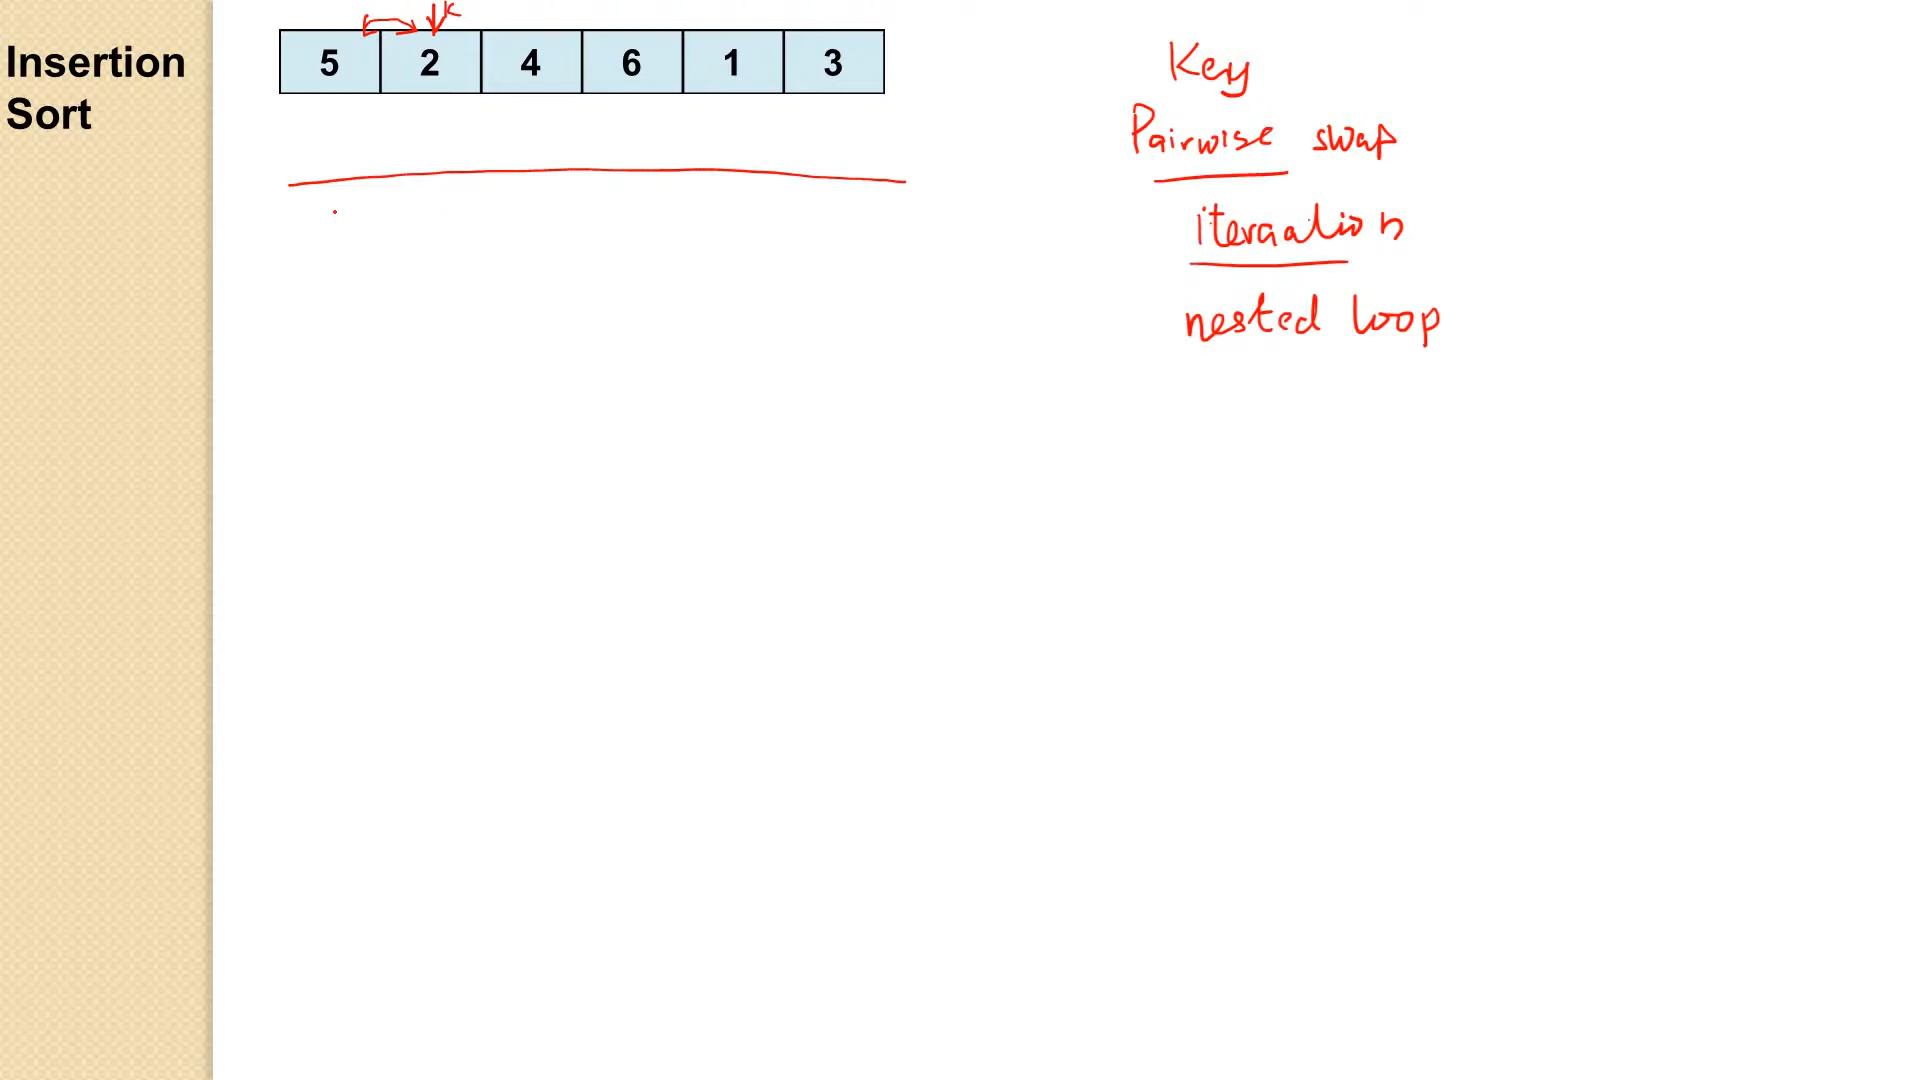 Insertion
Sort
K
5 2 4 6 1 3
Key
Pairwise swap
iteraation
nested loop